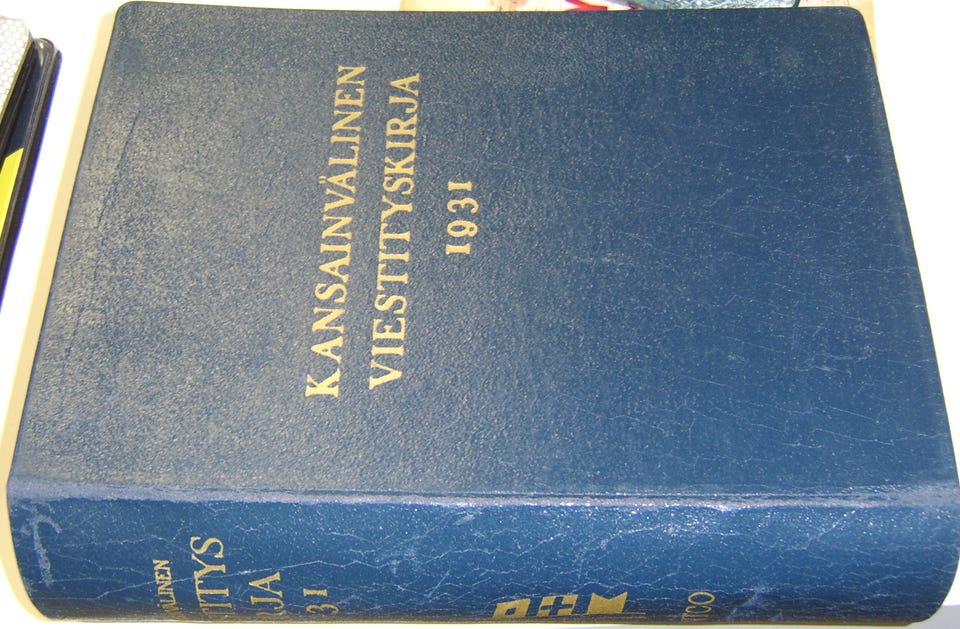 KANSAINVÄLINEN
VIESTITYSKIRJA
1931